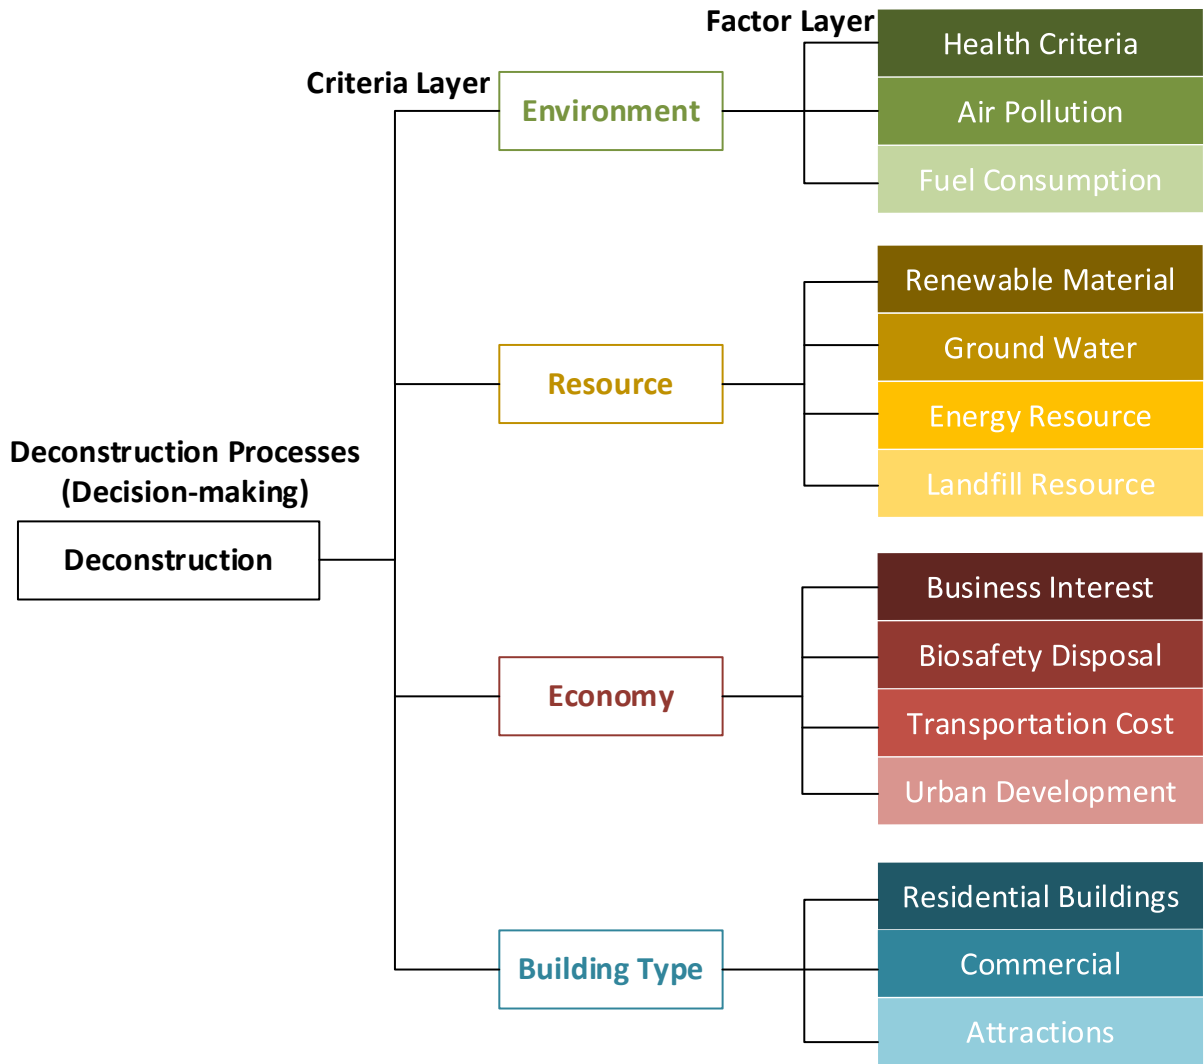 Factor Layer
Criteria Layer
Environment
Health Criteria
Air Pollution
Fuel Consumption
Resource
Renewable Material
Ground Water
Energy Resource
Landfill Resource
Deconstruction Processes
(Decision-making)
Deconstruction
Economy
Business Interest
Biosafety Disposal
Transportation Cost
Urban Development
Building Type
Residential Buildings
Commercial
Attractions